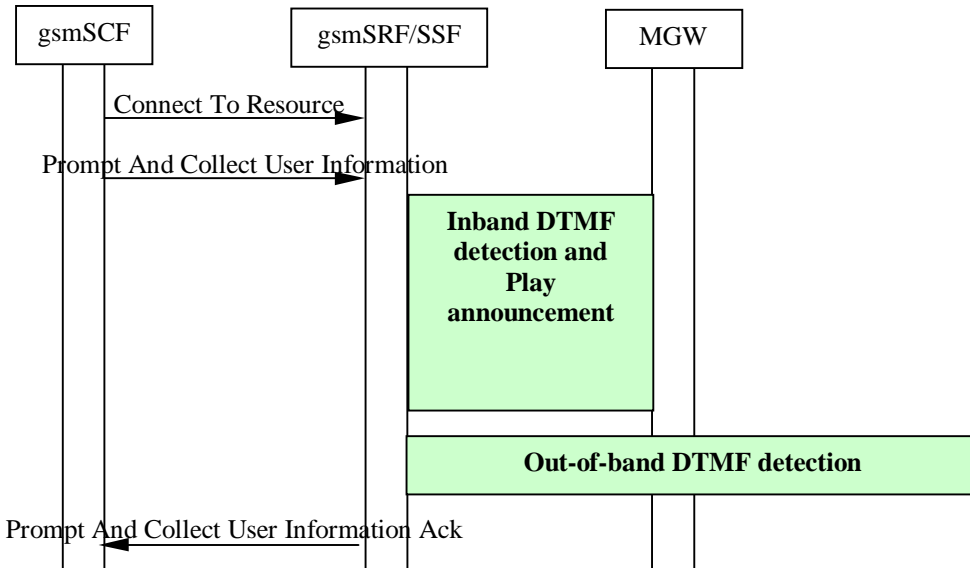 gsmSCF
gsmSRF/SSF
MGW
Connect To Resource
Prompt And Collect User Information
Inband DTMF
detection and
Play
announcement
Out-of-band DTMF detection
Prompt And Collect User Information Ack